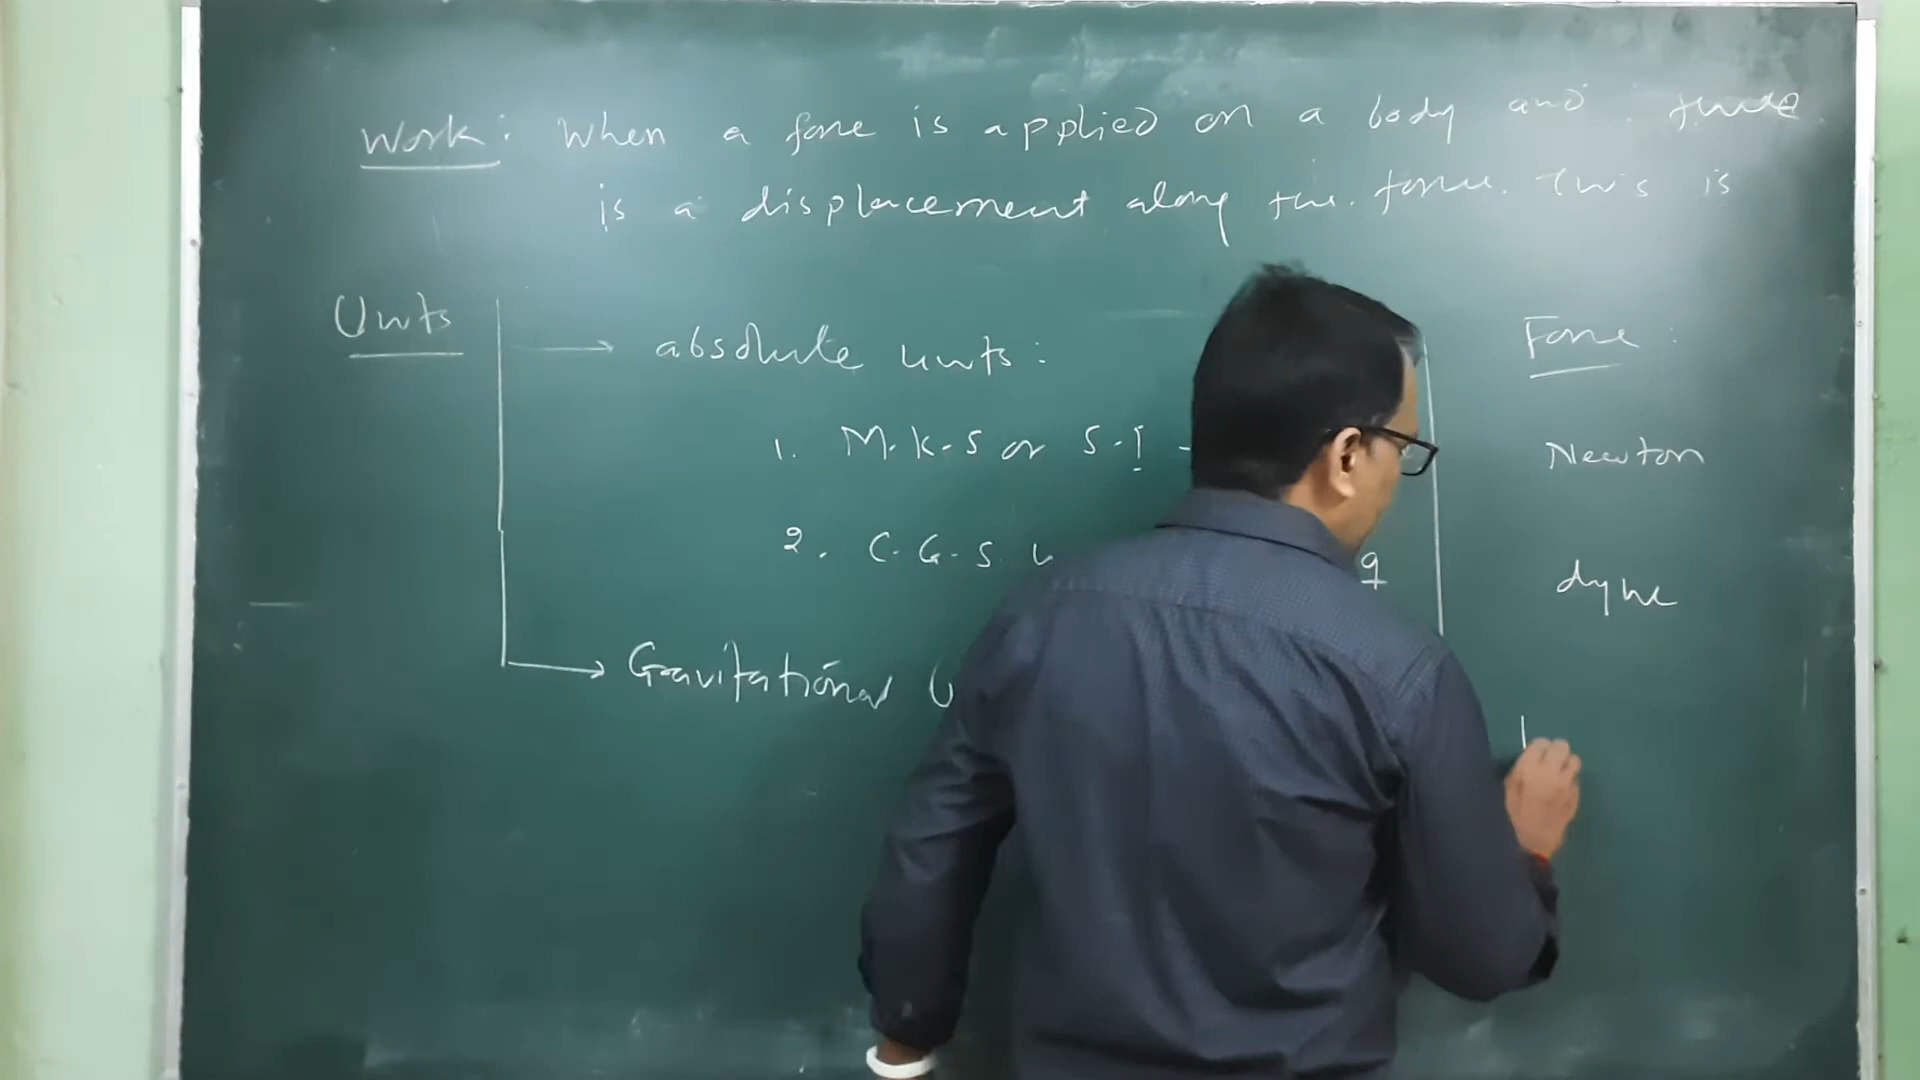 Work: When a force is applied on a body and there
is a displacement along the force. This is
Units
absolute units:
Force:
1. M.K.S or S.I -
Newton
2. C.G.S. u
g
dyne
Gravitational U